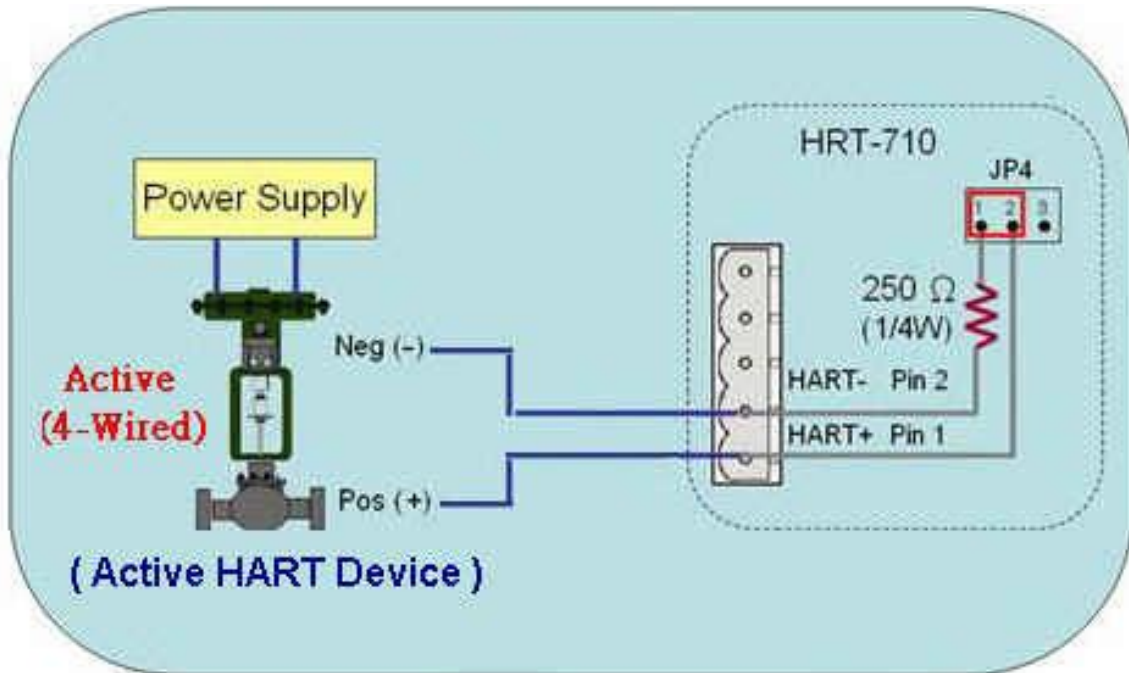 HRT-710
JP4
1 2 3
Power Supply
250 Ω
(1/4W)
Neg (-)
Active
(4-Wired)
HART- Pin 2
HART+ Pin 1
Pos (+)
( Active HART Device )